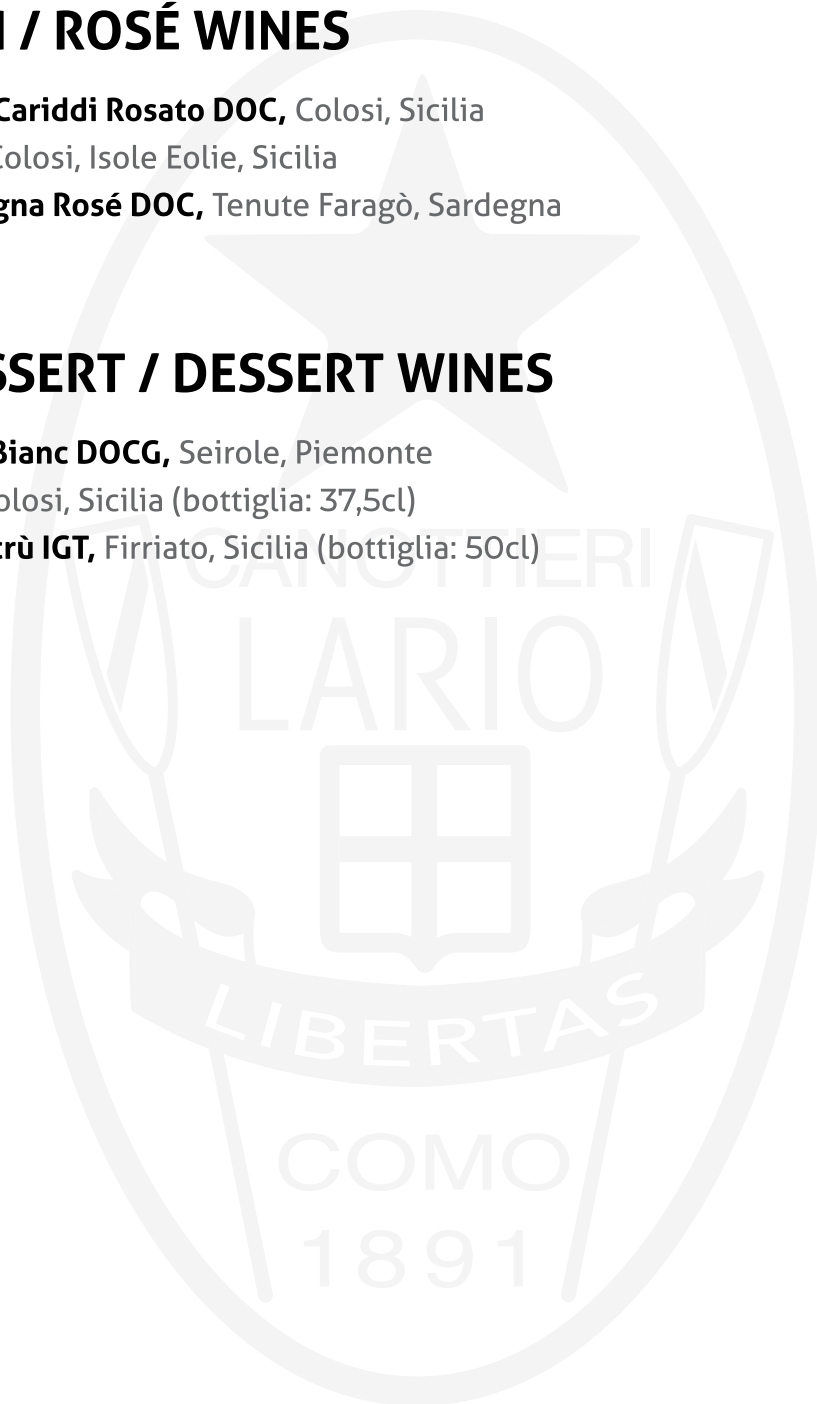 / ROSÉ WINES
Cariddi Rosato DOC, Colosi, Sicilia
Colosi, Isole Eolie, Sicilia
gna Rosé DOC, Tenute Faragò, Sardegna
SSERT / DESSERT WINES
Bianc DOCG, Seirole, Piemonte
olosi, Sicilia (bottiglia: 37,5cl)
trù IGT, Firriato, Sicilia (bottiglia: 50cl)
CANOTTIERI
LARIO
LIBERTAS
COMO
1891